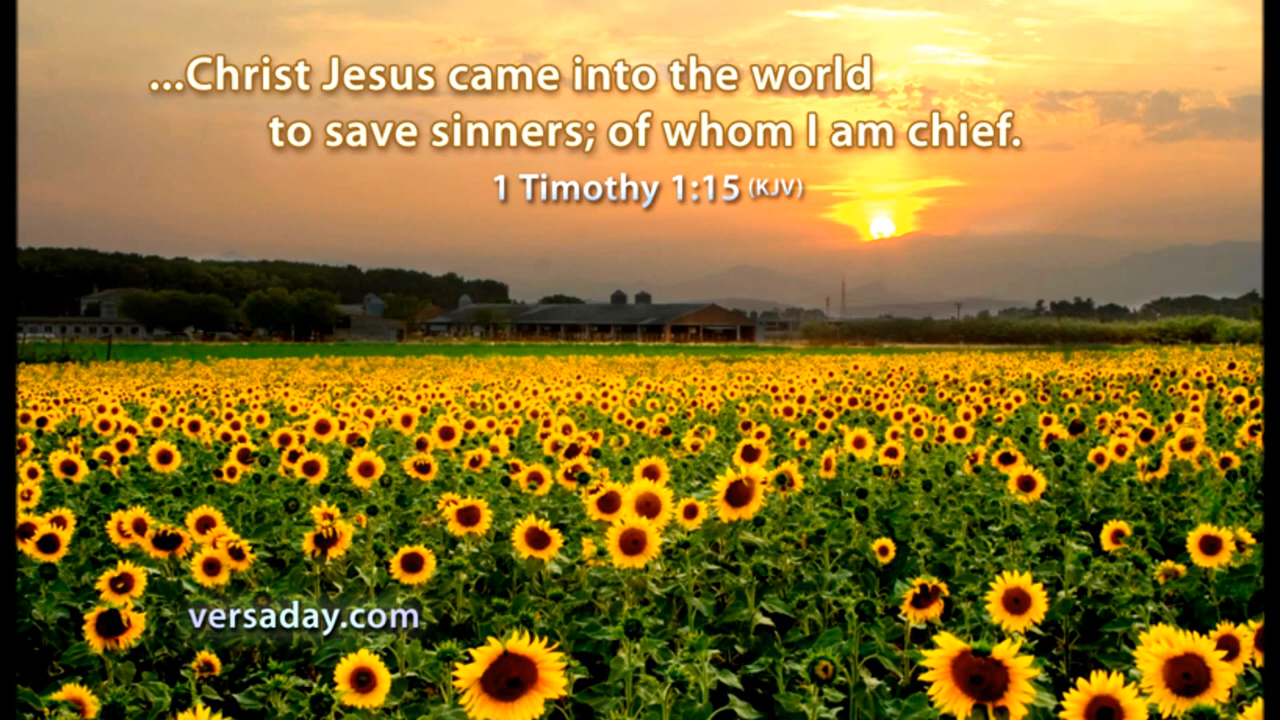 ...Christ Jesus came into the world
to save sinners; of whom I am chief.
1 Timothy 1:15 (KJV)
versaday.com